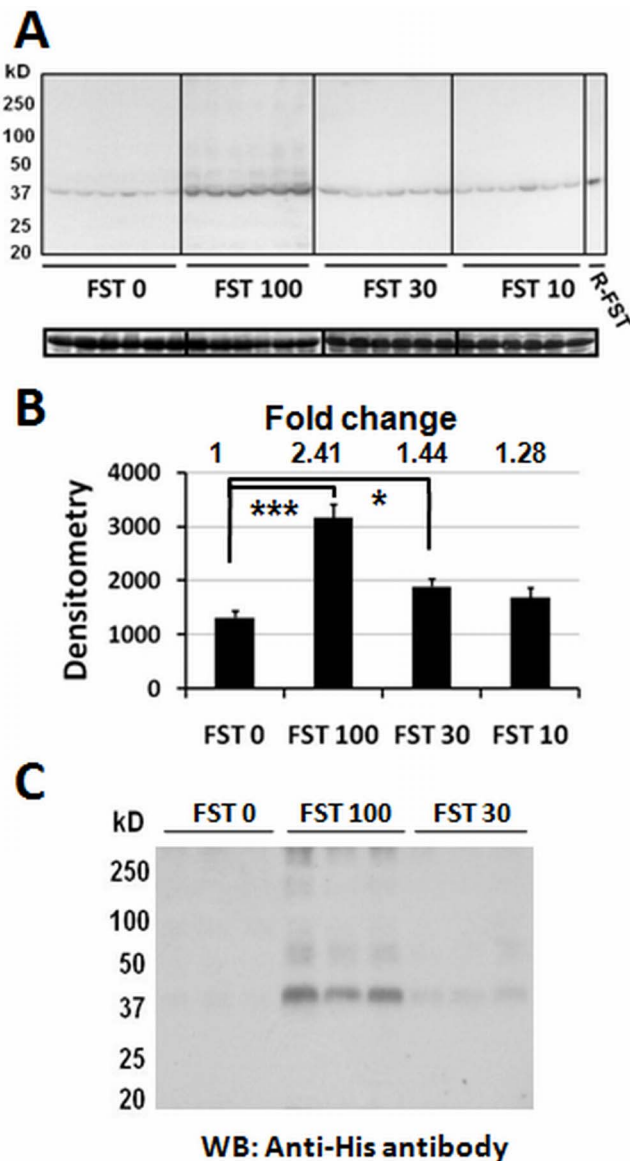 A
kD
250
100
50
37
25
20
FST 0 FST 100 FST 30 FST 10 R-FST
B
Fold change
1 2.41 1.44 1.28
4000
3000
2000
1000
0
Densitometry
*** *
FST 0 FST 100 FST 30 FST 10
C
kD FST 0 FST 100 FST 30
250
100
50
37
25
20
WB: Anti-His antibody